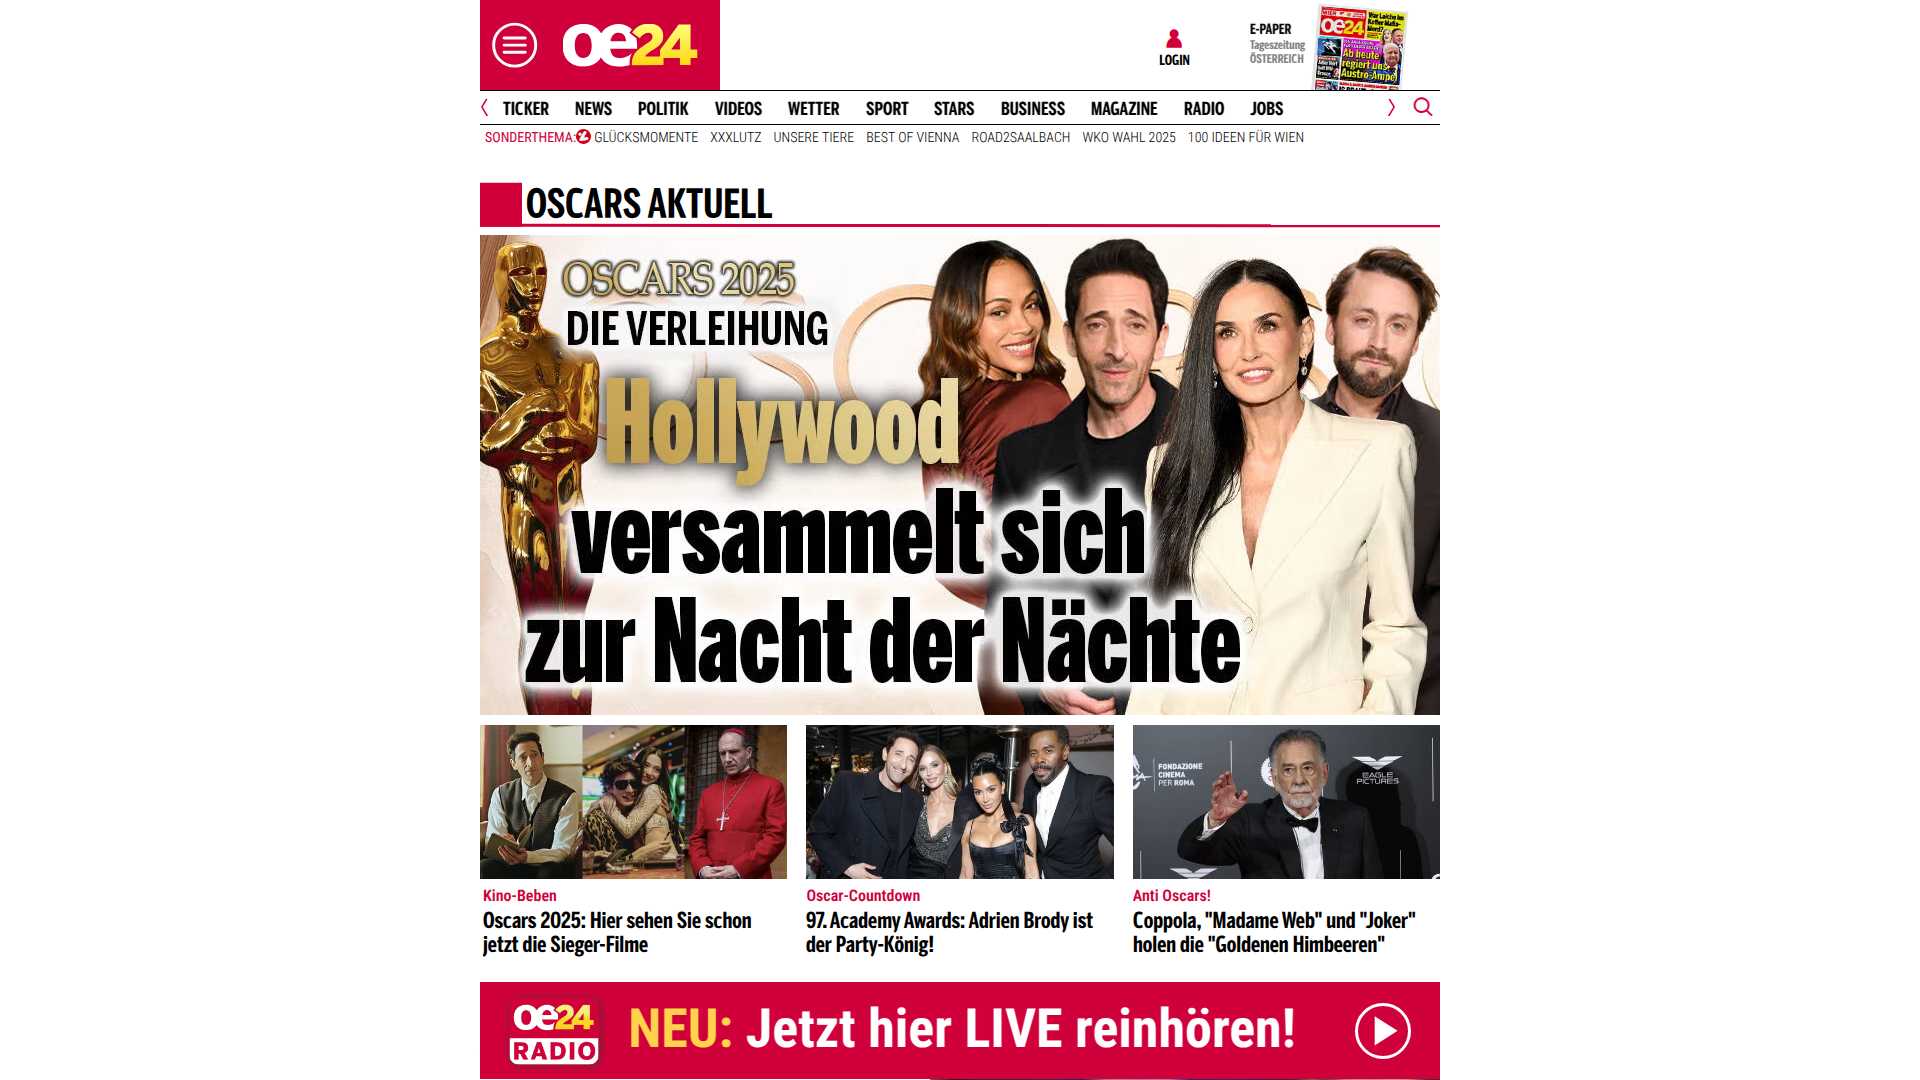 oe24
LOGIN
E-PAPER
Tageszeitung
ÖSTERREICH
oe24
Ab heute
regiert uns
Austro-Ampel
TICKER NEWS POLITIK VIDEOS WETTER SPORT STARS BUSINESS MAGAZINE RADIO JOBS
SONDERTHEMA: GLÜCKSMOMENTE XXXLUTZ UNSERE TIERE BEST OF VIENNA ROAD2SAALBACH WKO WAHL 2025 100 IDEEN FÜR WIEN
OSCARS AKTUELL
OSCARS 2025
DIE VERLEIHUNG
Hollywood
versammelt sich
zur Nacht der Nächte
FONDAZIONE
CINEMA
PER ROMA
EAGLE
PICTURES
Kino-Beben
Oscars 2025: Hier sehen Sie schon
jetzt die Sieger-Filme
Oscar-Countdown
97. Academy Awards: Adrien Brody ist
der Party-König!
Anti Oscars!
Coppola, "Madame Web" und "Joker"
holen die "Goldenen Himbeeren"
oe24
RADIO
NEU: Jetzt hier LIVE reinhören!